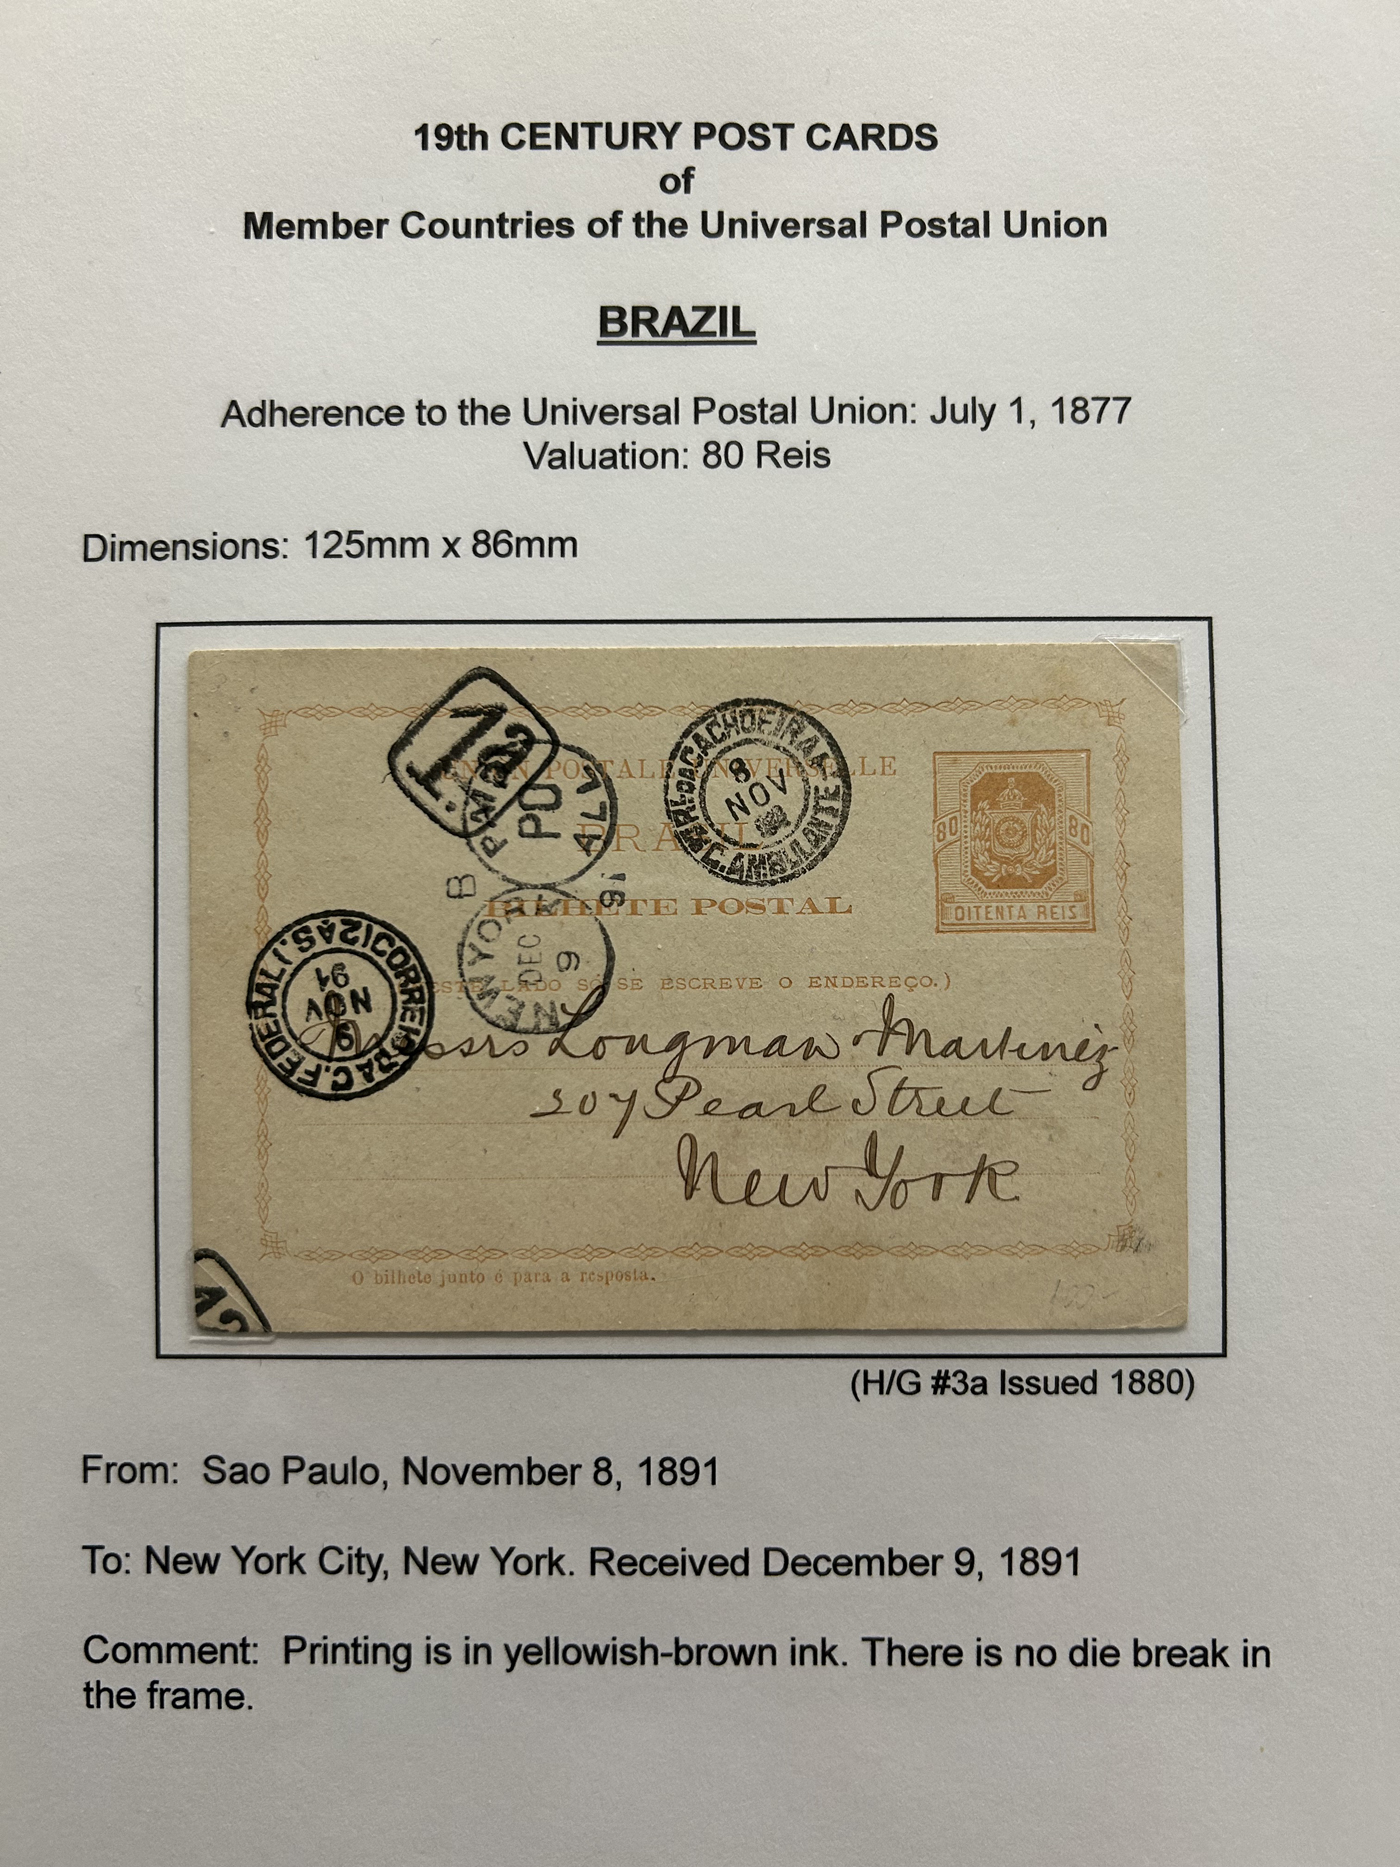 19th CENTURY POST CARDS
of
Member Countries of the Universal Postal Union
BRAZIL
Adherence to the Universal Postal Union: July 1, 1877
Valuation: 80 Reis
Dimensions: 125mm x 86mm
UNION POSTALE UNIVERSELLE
BRAZIL
BILHETE POSTAL
(ESTE LADO SÓ SE ESCREVE O ENDEREÇO.)
80 80
OITENTA REIS
CACHOEIRA
C. AMBULANTE
8
NOV
CORREIO DA C. FEDERAL
9
NOV
91
NEW YORK
DEC
9
91
Messrs Longman & Martinez
207 Pearl Street
New York
O bilhete junto é para a resposta.
(H/G #3a Issued 1880)
From: Sao Paulo, November 8, 1891
To: New York City, New York. Received December 9, 1891
Comment: Printing is in yellowish-brown ink. There is no die break in
the frame.